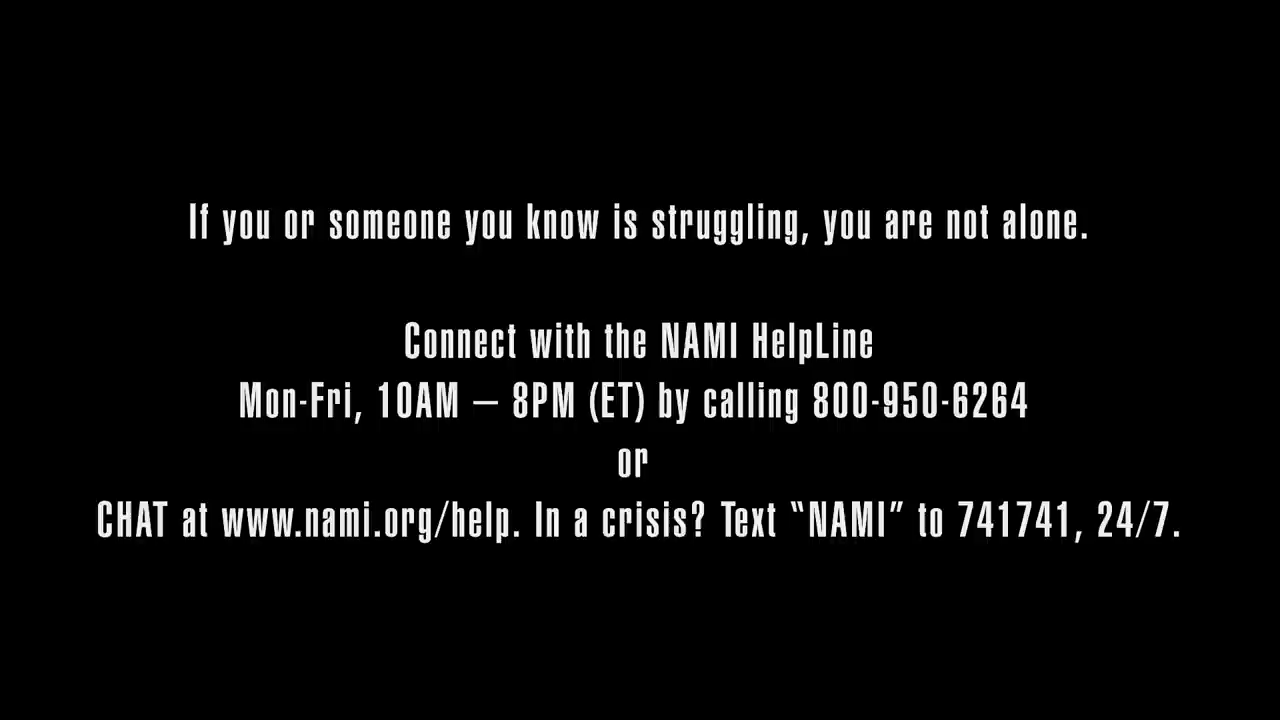 If you or someone you know is struggling, you are not alone.
Connect with the NAMI HelpLine
Mon-Fri, 10AM – 8PM (ET) by calling 800-950-6264
or
CHAT at www.nami.org/help. In a crisis? Text “NAMI” to 741741, 24/7.